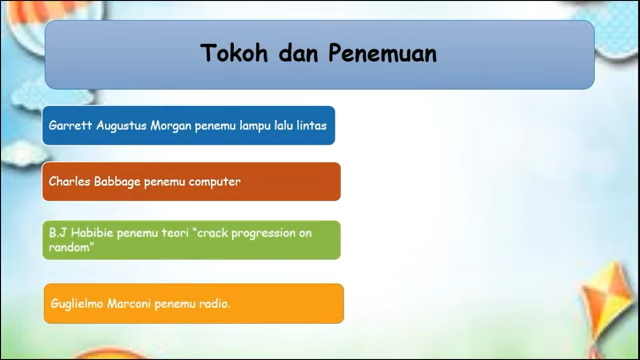 Tokoh dan Penemuan
Garrett Augustus Morgan penemu lampu lalu lintas
Charles Babbage penemu computer
B.J Habibie penemu teori “crack progression on
random”
Guglielmo Marconi penemu radio.